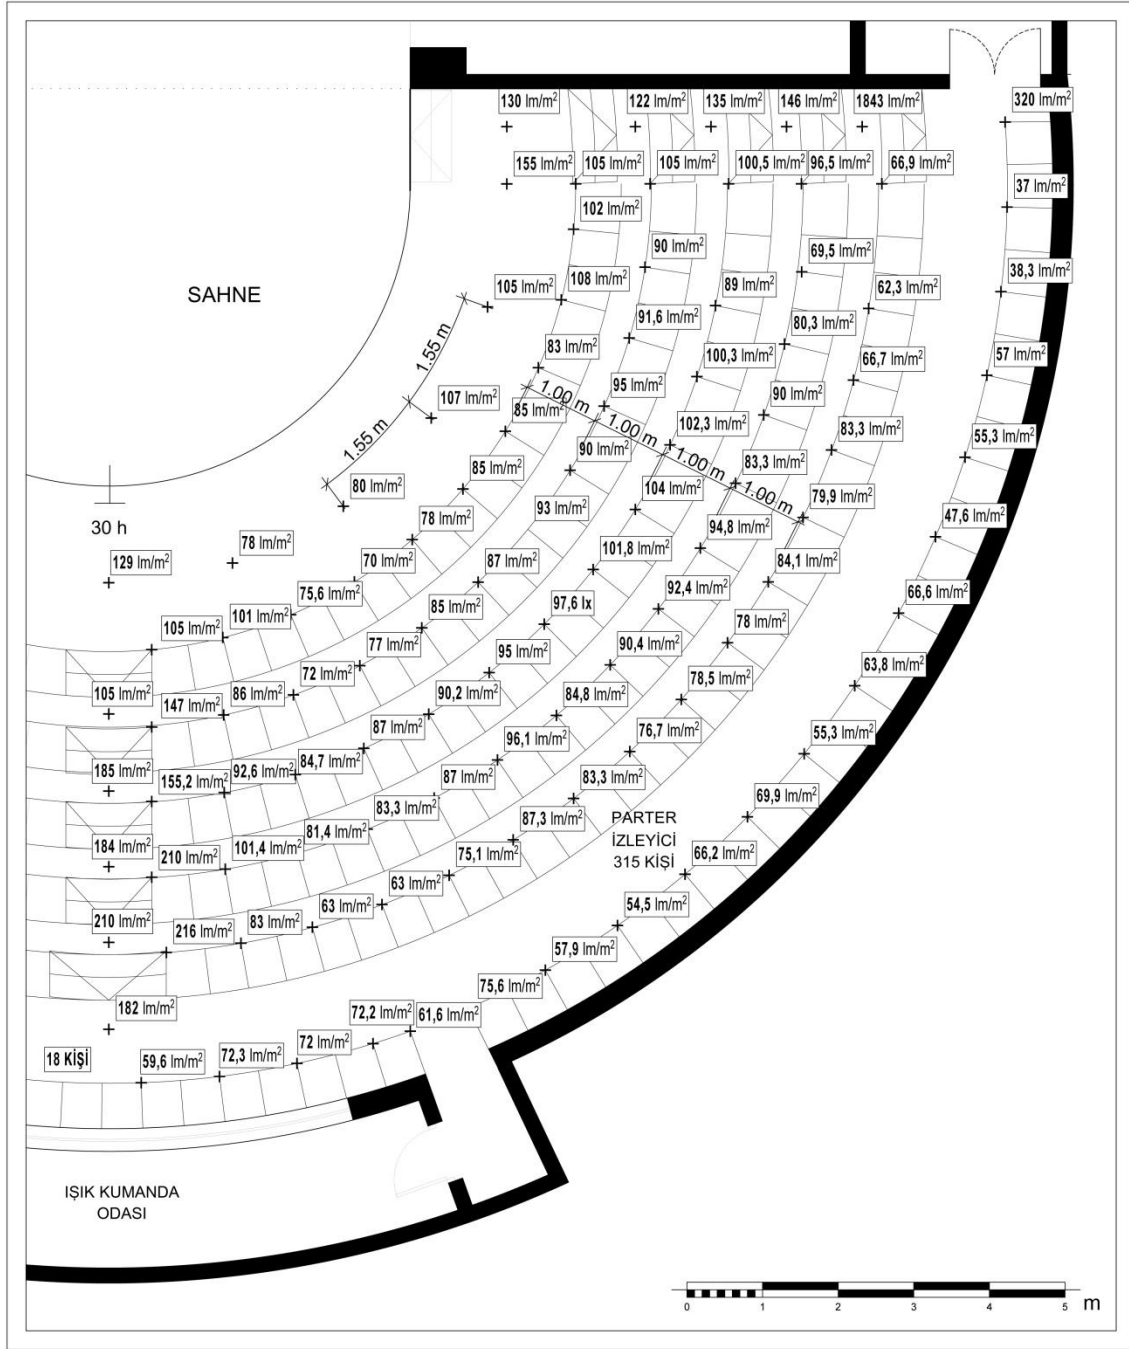 130 lm/m²
122 lm/m²
135 lm/m²
146 lm/m²
1843 lm/m²
320 lm/m²
155 lm/m²
105 lm/m²
105 lm/m²
100,5 lm/m²
96,5 lm/m²
66,9 lm/m²
37 lm/m²
102 lm/m²
90 lm/m²
69,5 lm/m²
38,3 lm/m²
SAHNE
105 lm/m²
108 lm/m²
89 lm/m²
62,3 lm/m²
1.55 m
91,6 lm/m²
80,3 lm/m²
83 lm/m²
100,3 lm/m²
66,7 lm/m²
57 lm/m²
107 lm/m²
1.00 m
95 lm/m²
90 lm/m²
85 lm/m²
1.00 m
102,3 lm/m²
83,3 lm/m²
55,3 lm/m²
1.55 m
90 lm/m²
1.00 m
83,3 lm/m²
80 lm/m²
85 lm/m²
104 lm/m²
1.00 m
79,9 lm/m²
30 h
78 lm/m²
93 lm/m²
94,8 lm/m²
47,6 lm/m²
129 lm/m²
78 lm/m²
70 lm/m²
87 lm/m²
101,8 lm/m²
84,1 lm/m²
105 lm/m²
101 lm/m²
75,6 lm/m²
85 lm/m²
97,6 lx
92,4 lm/m²
66,6 lm/m²
77 lm/m²
95 lm/m²
90,4 lm/m²
78 lm/m²
63,8 lm/m²
105 lm/m²
147 lm/m²
86 lm/m²
72 lm/m²
90,2 lm/m²
84,8 lm/m²
78,5 lm/m²
87 lm/m²
96,1 lm/m²
76,7 lm/m²
55,3 lm/m²
185 lm/m²
155,2 lm/m²
92,6 lm/m²
84,7 lm/m²
87 lm/m²
83,3 lm/m²
69,9 lm/m²
83,3 lm/m²
87,3 lm/m²
PARTER
İZLEYİCİ
315 KİŞİ
184 lm/m²
210 lm/m²
101,4 lm/m²
81,4 lm/m²
75,1 lm/m²
66,2 lm/m²
210 lm/m²
216 lm/m²
83 lm/m²
63 lm/m²
63 lm/m²
54,5 lm/m²
57,9 lm/m²
182 lm/m²
72,2 lm/m²
61,6 lm/m²
75,6 lm/m²
18 KİŞİ
59,6 lm/m²
72,3 lm/m²
72 lm/m²
IŞIK KUMANDA
ODASI
0 1 2 3 4 5 m